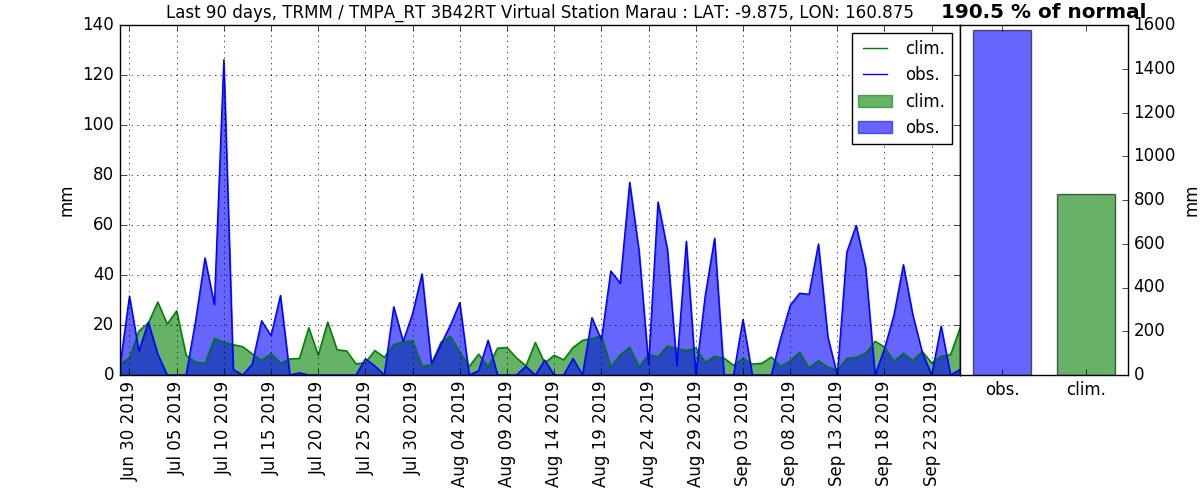 Last 90 days, TRMM / TMPA_RT 3B42RT Virtual Station Marau : LAT: -9.875, LON: 160.875
190.5 % of normal
140
120
100
80
60
40
20
0
mm
clim.
obs.
clim.
obs.
1600
1400
1200
1000
800
600
400
200
0
mm
Jun 30 2019
Jul 05 2019
Jul 10 2019
Jul 15 2019
Jul 20 2019
Jul 25 2019
Jul 30 2019
Aug 04 2019
Aug 09 2019
Aug 14 2019
Aug 19 2019
Aug 24 2019
Aug 29 2019
Sep 03 2019
Sep 08 2019
Sep 13 2019
Sep 18 2019
Sep 23 2019
obs.
clim.